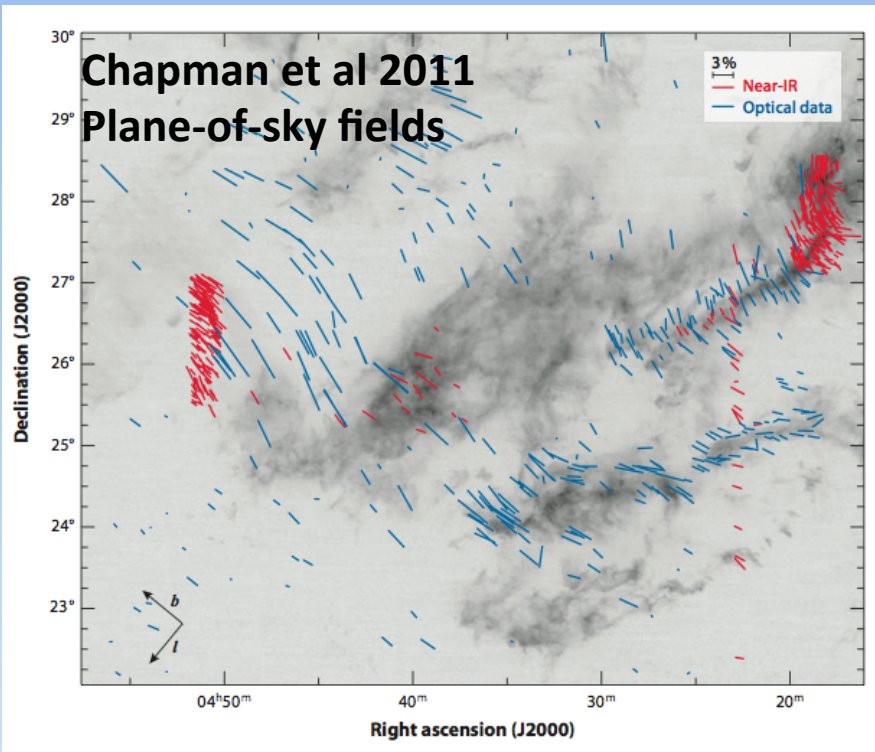 Chapman et al 2011
Plane-of-sky fields
3%
Near-IR
Optical data
30°
29°
28°
27°
26°
25°
24°
23°
Declination (J2000)
b
l
04ʰ50ᵐ
40ᵐ
30ᵐ
20ᵐ
Right ascension (J2000)